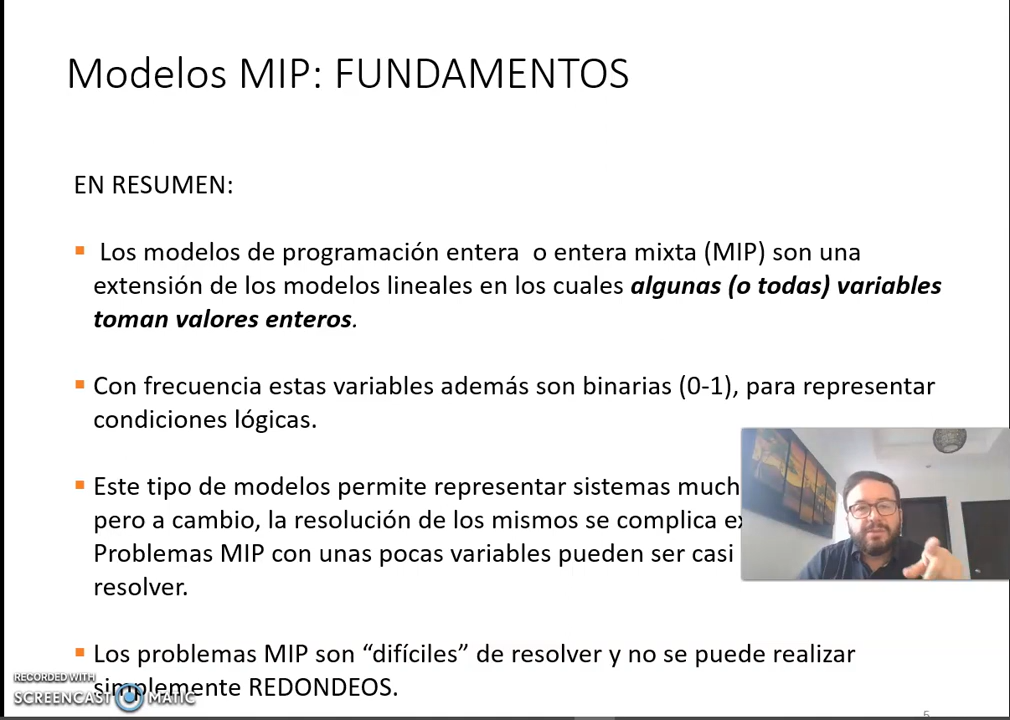 Modelos MIP: FUNDAMENTOS
EN RESUMEN:
Los modelos de programación entera o entera mixta (MIP) son una
extensión de los modelos lineales en los cuales algunas (o todas) variables
toman valores enteros.
Con frecuencia estas variables además son binarias (0-1), para representar
condiciones lógicas.
Este tipo de modelos permite representar sistemas
pero a cambio, la resolución de los mismos se complica
Problemas MIP con unas pocas variables pueden ser casi
resolver.
Los problemas MIP son “difíciles” de resolver y no se puede realizar
simplemente REDONDEOS.
RECORDED WITH
SCREENCAST MATIC
5